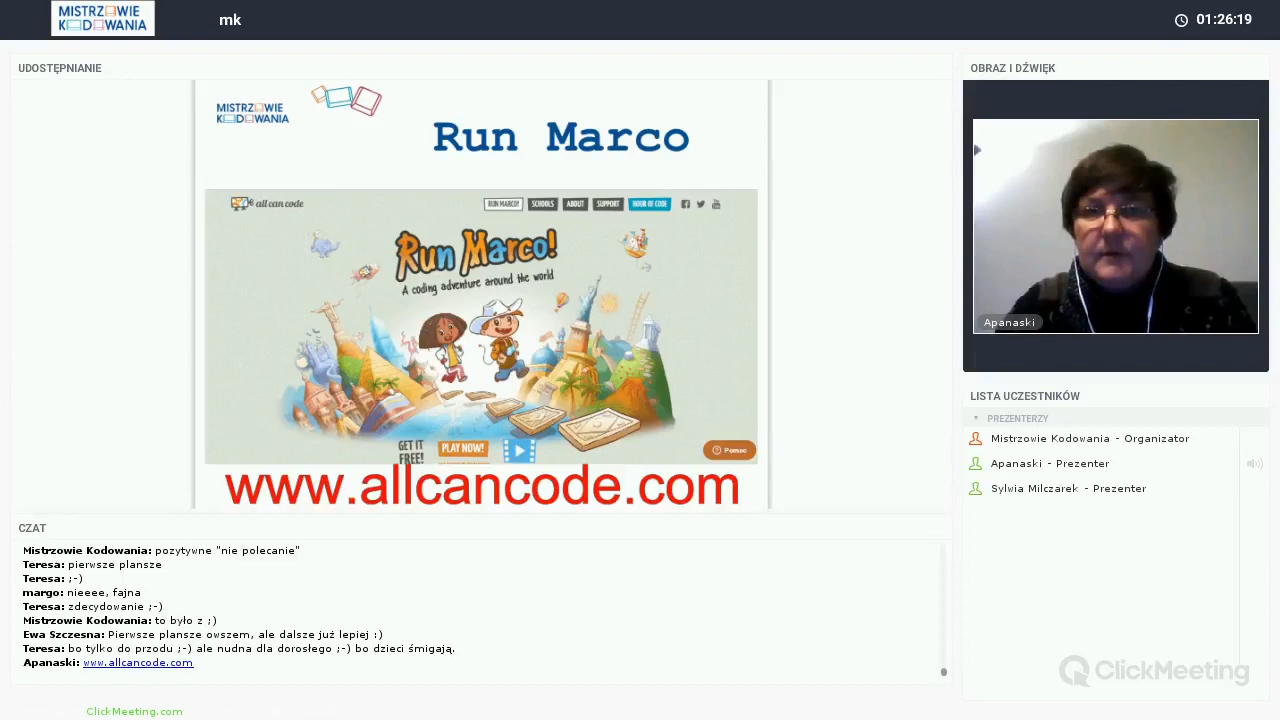 MISTRZOWIE
KODOWANIA
mk
01:26:19
UDOSTĘPNIANIE
MISTRZOWIE
KODOWANIA
Run Marco
all can code
RUN MARCO!
SCHOOLS
ABOUT
SUPPORT
HOUR OF CODE
Run Marco!
A coding adventure around the world
GET IT
FREE!
PLAY NOW!
Pomoc
www.allcancode.com
CZAT
Mistrzowie Kodowania: pozytywne "nie polecanie"
Teresa: pierwsze plansze
Teresa: ;-)
margo: nieeee, fajna
Teresa: zdecydowanie ;-)
Mistrzowie Kodowania: to było z ;)
Ewa Szczesna: Pierwsze plansze owszem, ale dalsze już lepiej :)
Teresa: bo tylko do przodu ;-) ale nudna dla dorosłego ;-) bo dzieci śmigają.
Apanaski: www.allcancode.com
ClickMeeting.com
OBRAZ I DŹWIĘK
Apanaski
LISTA UCZESTNIKÓW
PREZENTERZY
Mistrzowie Kodowania - Organizator
Apanaski - Prezenter
Sylwia Milczarek - Prezenter
ClickMeeting